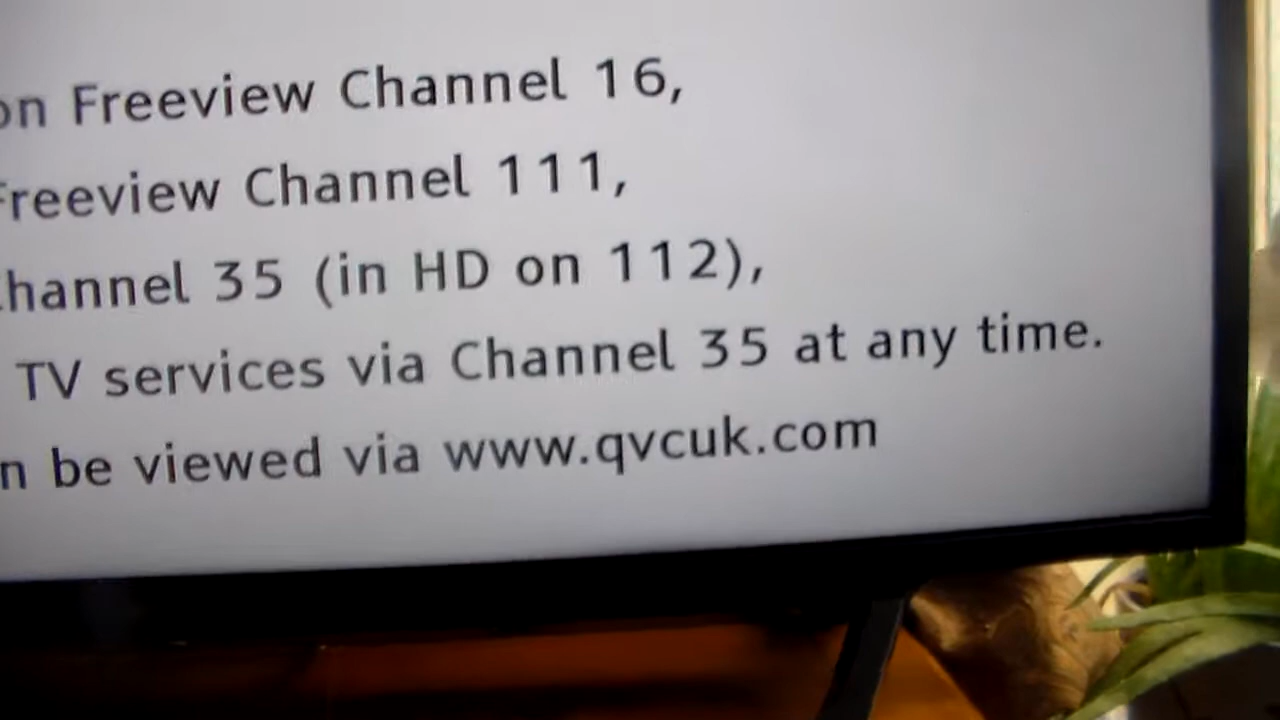 on Freeview Channel 16,
Freeview Channel 111,
Channel 35 (in HD on 112),
TV services via Channel 35 at any time.
be viewed via www.qvcuk.com